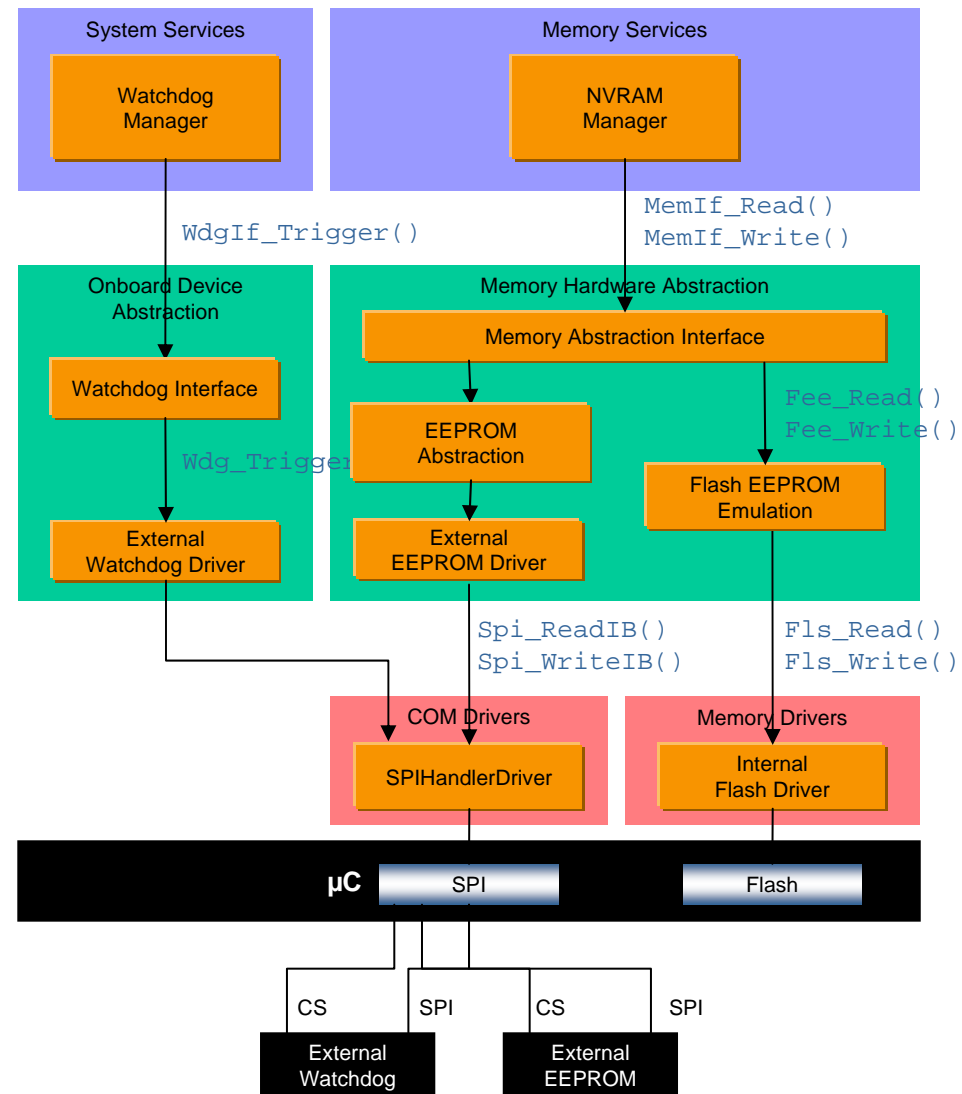 System Services
Memory Services
Watchdog
Manager
NVRAM
Manager
WdgIf_Trigger()
MemIf_Read()
MemIf_Write()
Onboard Device
Abstraction
Memory Hardware Abstraction
Memory Abstraction Interface
Watchdog Interface
Fee_Read()
Fee_Write()
EEPROM
Abstraction
Wdg_Trigger
Flash EEPROM
Emulation
External
Watchdog Driver
External
EEPROM Driver
Spi_ReadIB()
Spi_WriteIB()
Fls_Read()
Fls_Write()
COM Drivers
Memory Drivers
SPIHandlerDriver
Internal
Flash Driver
µC
SPI
Flash
CS
SPI
CS
SPI
External
Watchdog
External
EEPROM